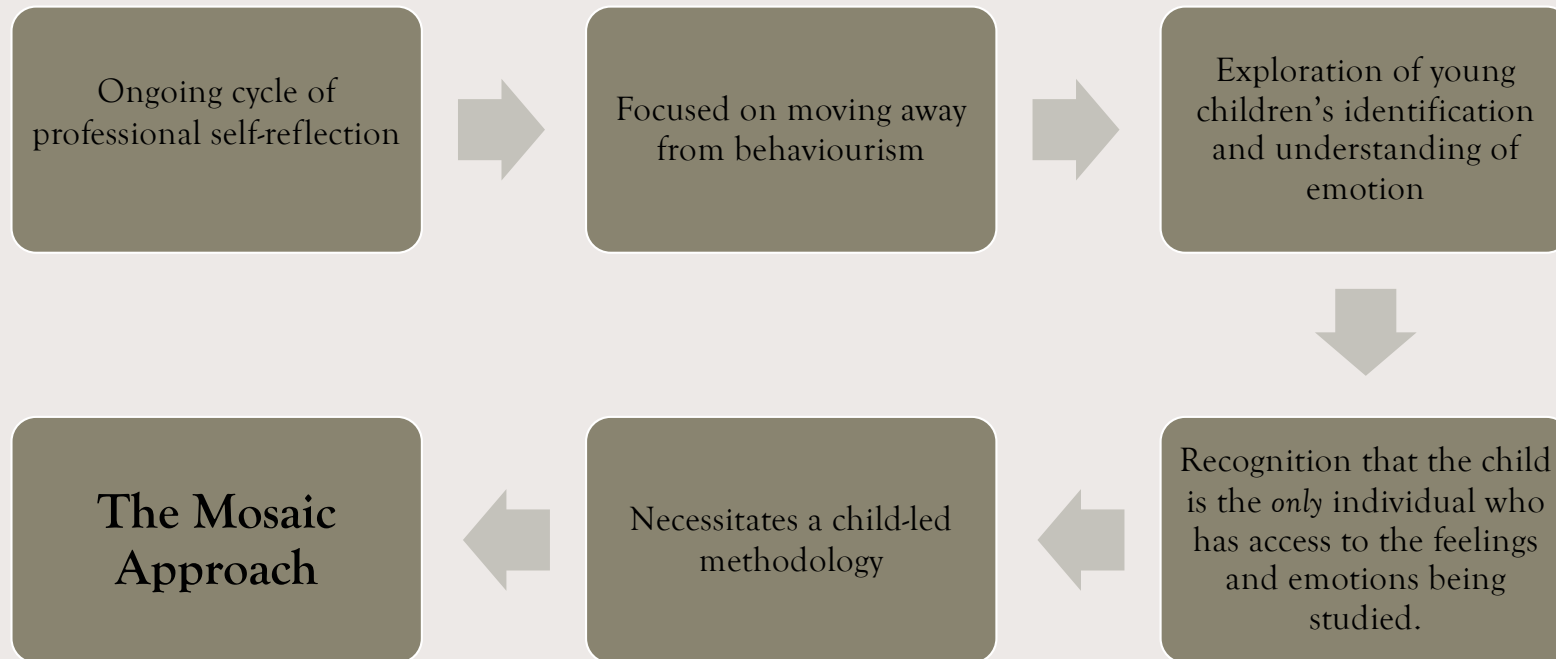 Ongoing cycle of
professional self-reflection
Focused on moving away
from behaviourism
Exploration of young
children’s identification
and understanding of
emotion
Recognition that the child
is the only individual who
has access to the feelings
and emotions being
studied.
Necessitates a child-led
methodology
The Mosaic
Approach